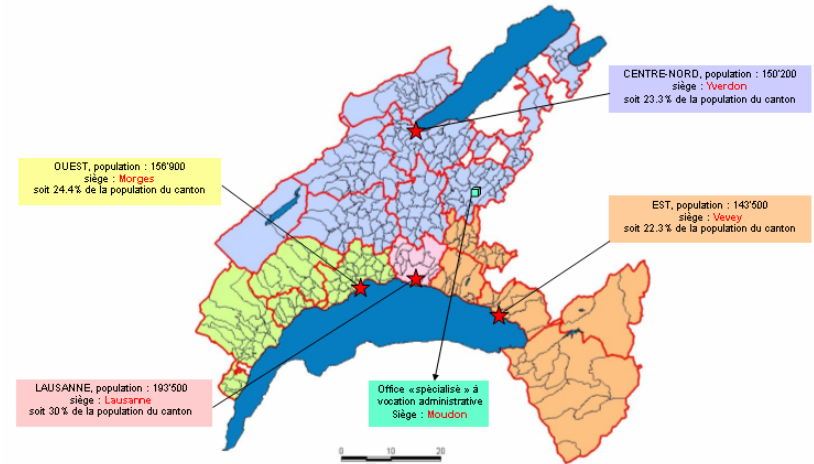 CENTRE-NORD, population : 150'200
siège : Yverdon
soit 23.3% de la population du canton
OUEST, population : 156'900
siège : Morges
soit 24.4% de la population du canton
EST, population : 143'500
siège : Vevey
soit 22.3% de la population du canton
LAUSANNE, population : 193'500
siège : Lausanne
soit 30% de la population du canton
Office «spécialisé» à
vocation administrative
Siège : Moudon
0 10 20